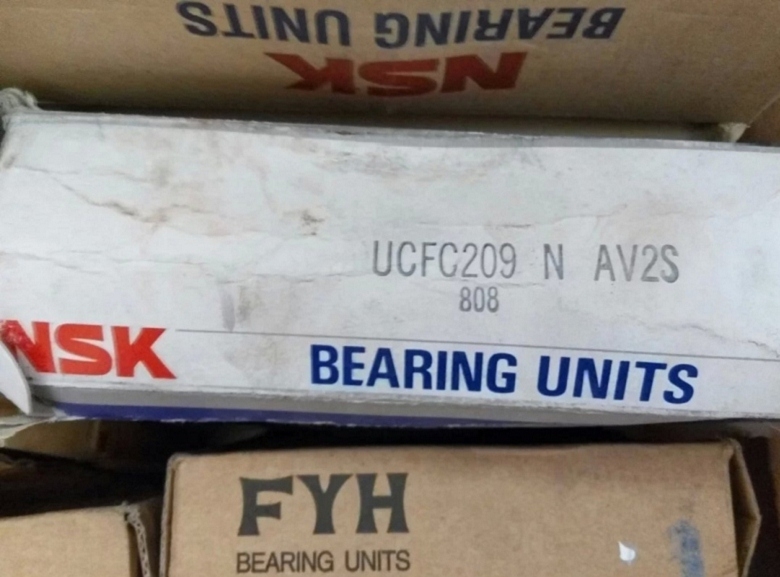 BEARING UNITS
NSK
UCFC209 N AV2S
808
NSK
BEARING UNITS
FYH
BEARING UNITS